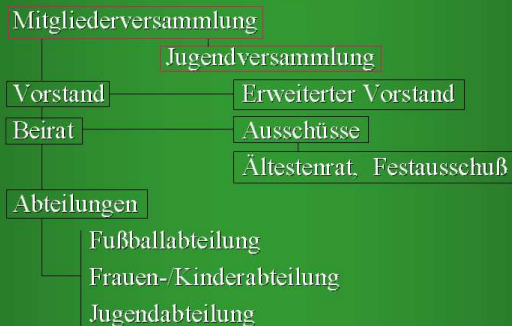 Mitgliederversammlung
Jugendversammlung
Vorstand Erweiterter Vorstand
Beirat Ausschüsse
Ältestenrat, Festausschuß
Abteilungen
Fußballabteilung
Frauen-/Kinderabteilung
Jugendabteilung